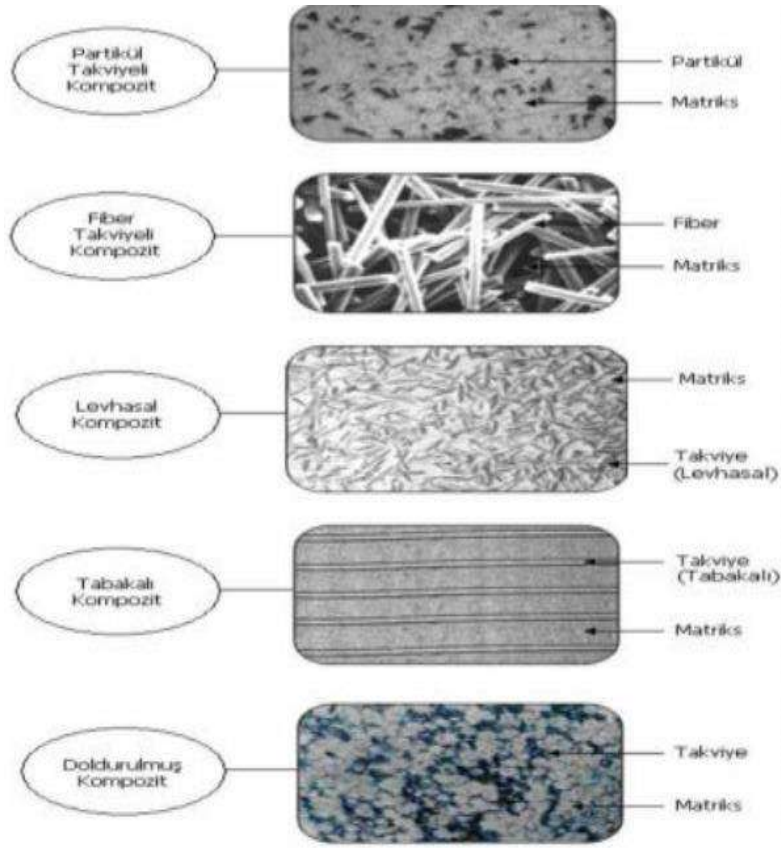 Partikül
Takviyeli
Kompozit
Partikül
Matriks
Fiber
Takviyeli
Kompozit
Fiber
Matriks
Levhasal
Kompozit
Matriks
Takviye
(Levhasal)
Tabakalı
Kompozit
Takviye
(Tabakalı)
Matriks
Doldurulmuş
Kompozit
Takviye
Matriks